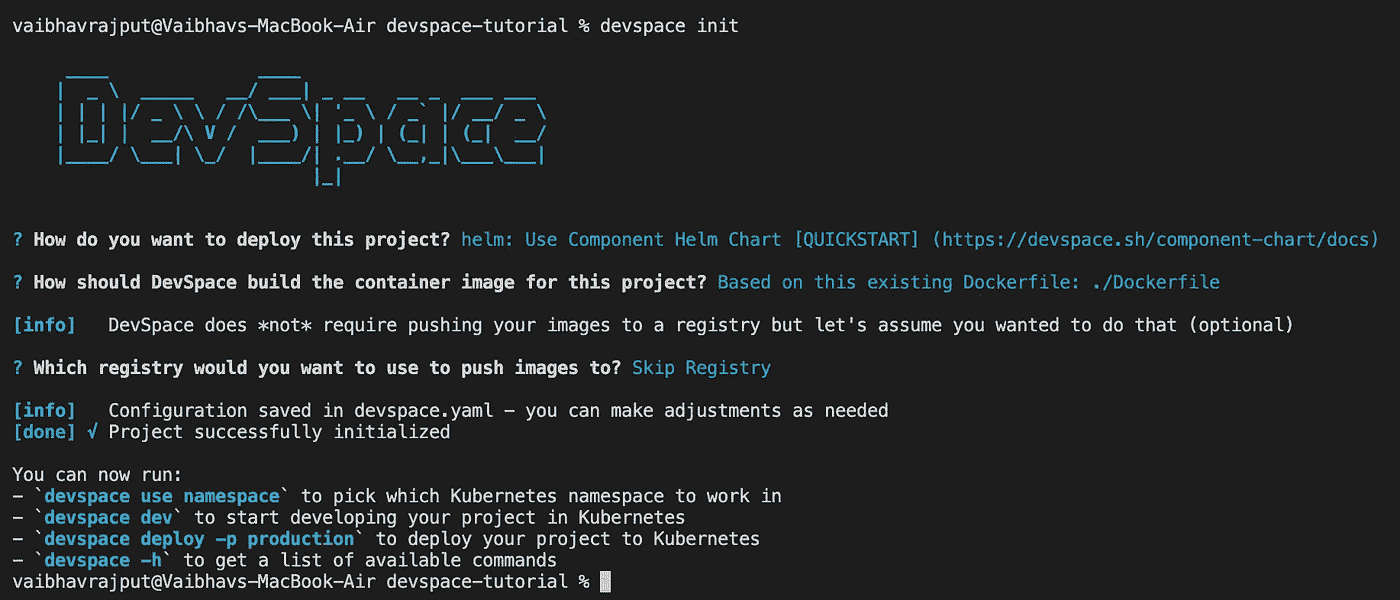 vaibhavrajput@Vaibhavs-MacBook-Air devspace-tutorial % devspace init
DevSpace
? How do you want to deploy this project? helm: Use Component Helm Chart [QUICKSTART] (https://devspace.sh/component-chart/docs)
? How should DevSpace build the container image for this project? Based on this existing Dockerfile: ./Dockerfile
[info]   DevSpace does *not* require pushing your images to a registry but let's assume you wanted to do that (optional)
? Which registry would you want to use to push images to? Skip Registry
[info]   Configuration saved in devspace.yaml - you can make adjustments as needed
[done] √ Project successfully initialized
You can now run:
- `devspace use namespace` to pick which Kubernetes namespace to work in
- `devspace dev` to start developing your project in Kubernetes
- `devspace deploy -p production` to deploy your project to Kubernetes
- `devspace -h` to get a list of available commands
vaibhavrajput@Vaibhavs-MacBook-Air devspace-tutorial %